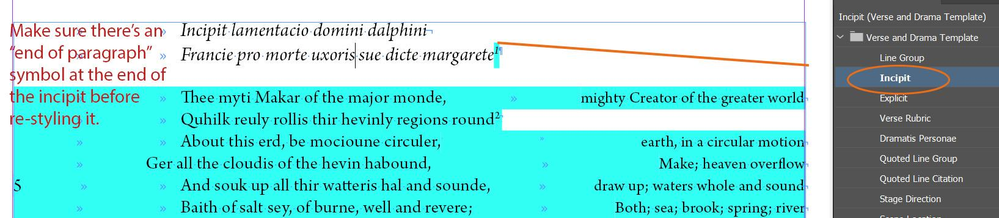 Make sure there's an
"end of paragraph"
symbol at the end of
the incipit before
re-styling it.
Incipit lamentacio domini dalphini
Francie pro morte uxoris sue dicte margarete1
Thee myti Makar of the major monde, mighty Creator of the greater world
Quhilk reuly rollis thir hevinly regions round2
About this erd, be mocioune circuler, earth, in a circular motion
Ger all the cloudis of the hevin habound, Make; heaven overflow
5 And souk up all thir watteris hal and sounde, draw up; waters whole and sound
Baith of salt sey, of burne, well and revere; Both; sea; brook; spring; river
Incipit (Verse and Drama Template)
Verse and Drama Template
Line Group
Incipit
Explicit
Verse Rubric
Dramatis Personae
Quoted Line Group
Quoted Line Citation
Stage Direction